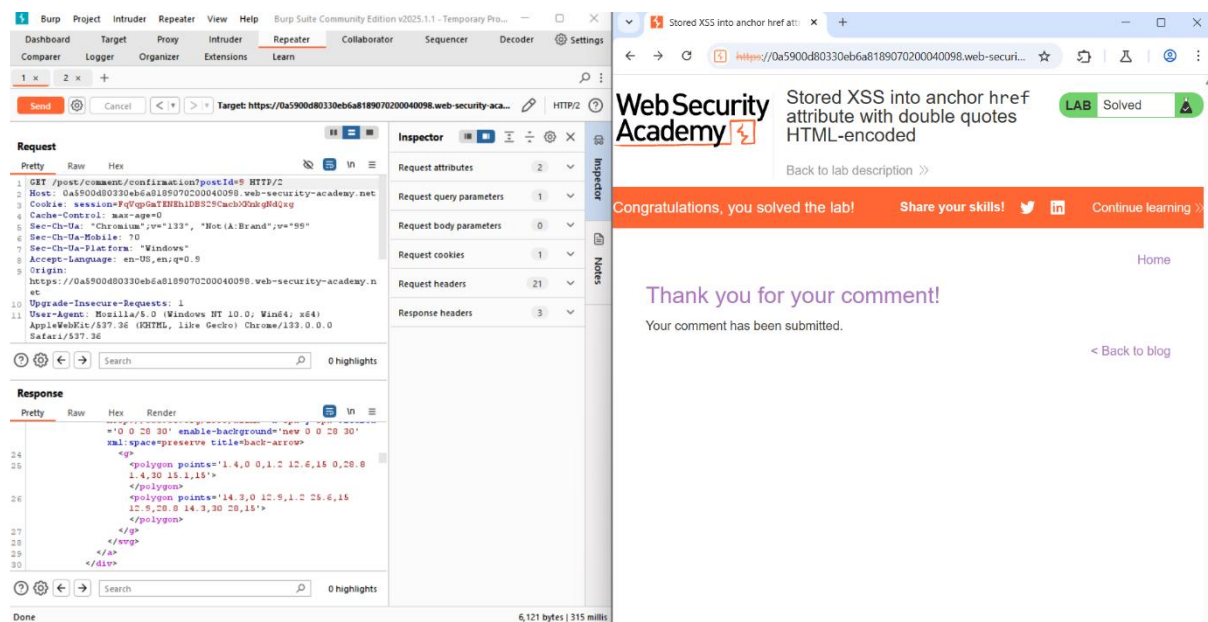 Burp Project Intruder Repeater View Help Burp Suite Community Edition v2025.1.1 - Temporary Pro...
Dashboard Target Proxy Intruder Repeater Collaborator Sequencer Decoder Settings
Comparer Logger Organizer Extensions Learn
1 × 2 × +
Send Cancel Target: https://0a5900d80330eb6a8189070200040098.web-security-aca... HTTP/2
Request
Pretty Raw Hex
1 GET /post/comment/confirmation?postId=5 HTTP/2
2 Host: 0a5900d80330eb6a8189070200040098.web-security-academy.net
3 Cookie:
4 Cache-Control: max-age=0
5 Sec-Ch-Ua: "Chromium";v="133", "Not(A:Brand";v="99"
6 Sec-Ch-Ua-Mobile: ?0
7 Sec-Ch-Ua-Platform: "Windows"
8 Accept-Language: en-US,en;q=0.9
9 Origin:
https://0a5900d80330eb6a8189070200040098.web-security-academy.n
et
10 Upgrade-Insecure-Requests: 1
11 User-Agent: Mozilla/5.0 (Windows NT 10.0; Win64; x64)
AppleWebKit/537.36 (KHTML, like Gecko) Chrome/133.0.0.0
Safari/537.36
Search 0 highlights
Response
Pretty Raw Hex Render
='0 0 28 30' enable-background='new 0 0 28 30'
xml:space=preserve title=back-arrow>
24 <g>
25 <polygon points='1.4,0 0,1.2 12.6,15 0,28.8
1.4,30 15.1,15'>
</polygon>
26 <polygon points='14.3,0 12.9,1.2 25.6,15
12.9,28.8 14.3,30 28,15'>
</polygon>
27 </g>
28 </svg>
29 </a>
30 </div>
Search 0 highlights
Done 6,121 bytes | 315 millis
Inspector
Request attributes 2
Request query parameters 1
Request body parameters 0
Request cookies 1
Request headers 21
Response headers 3
Inspector
Notes
Stored XSS into anchor href att
https://0a5900d80330eb6a8189070200040098.web-securi...
Web Security
Academy
Stored XSS into anchor href
attribute with double quotes
HTML-encoded
LAB Solved
Back to lab description
Congratulations, you solved the lab! Share your skills! Continue learning
Home
Thank you for your comment!
Your comment has been submitted.
< Back to blog